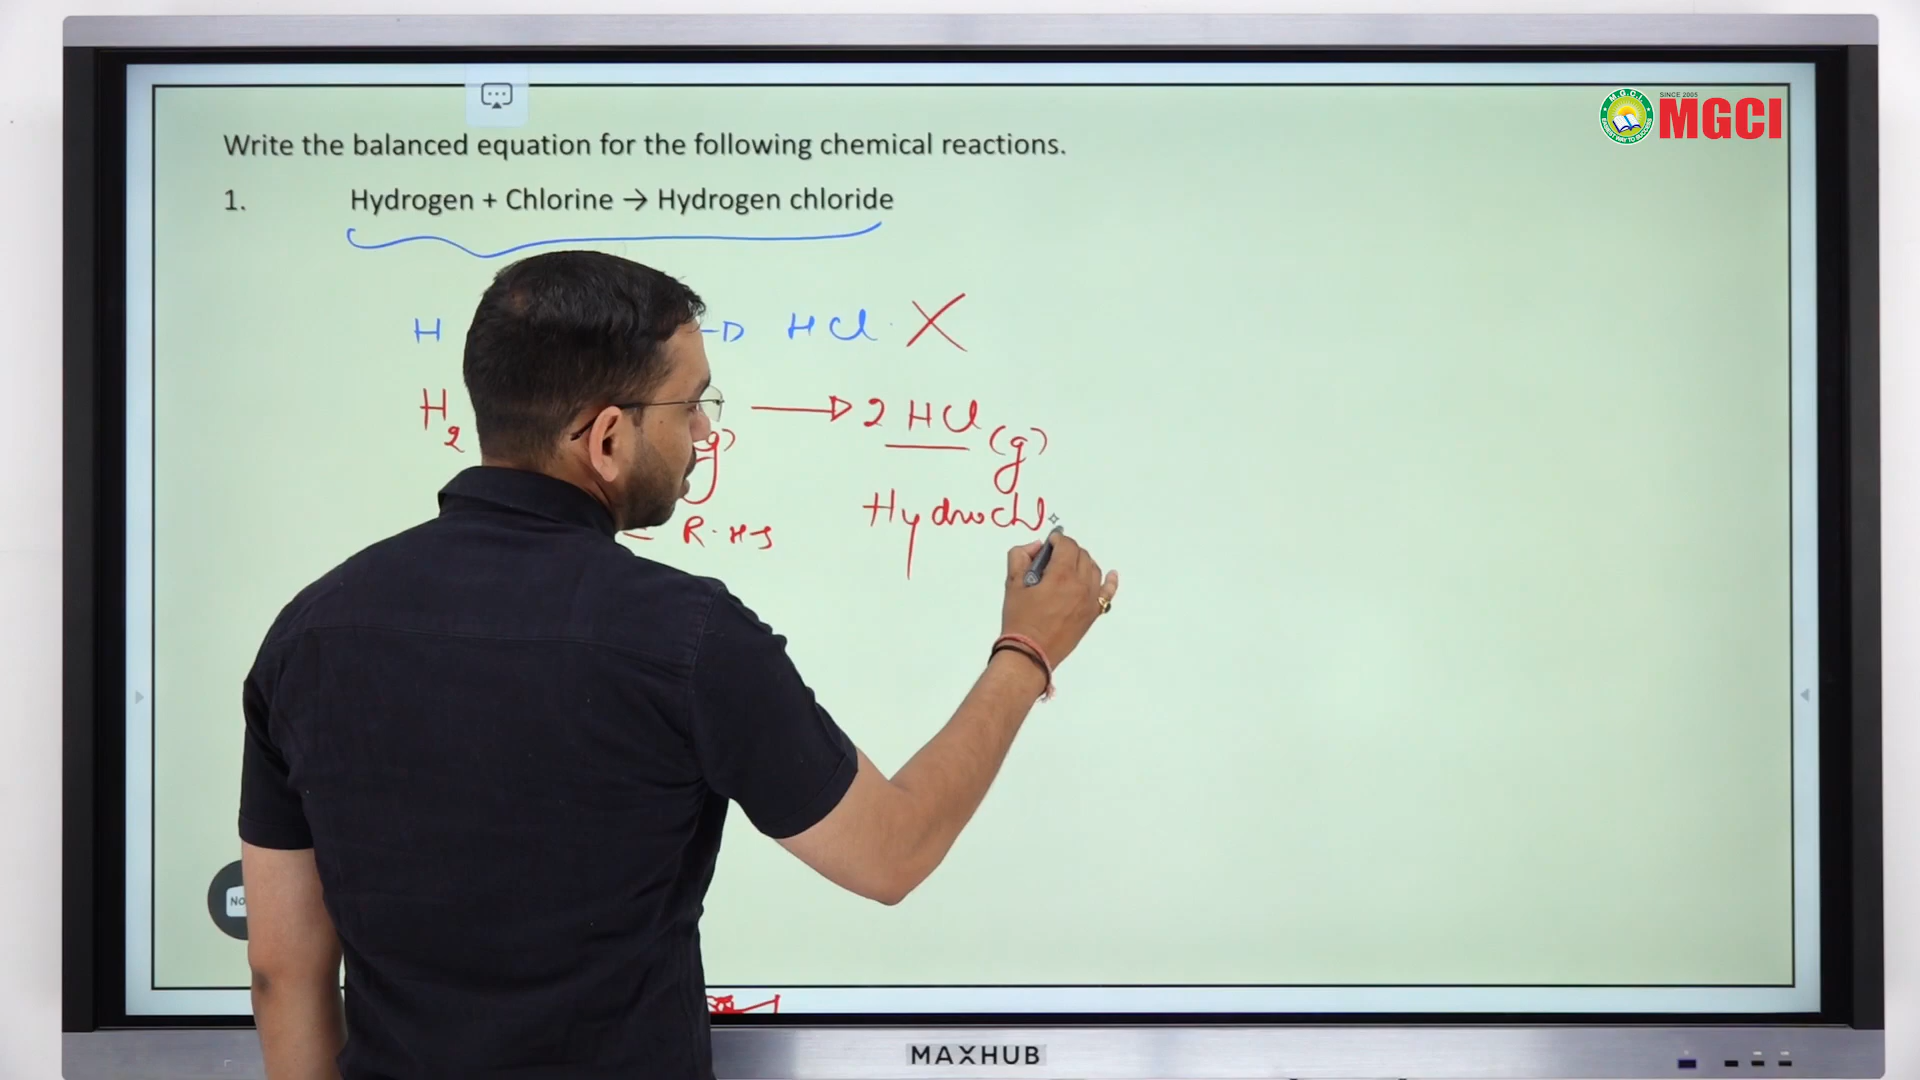 SINCE 2005
M.G.C.I.
MGCI
Write the balanced equation for the following chemical reactions.
1. Hydrogen + Chlorine → Hydrogen chloride
H HCl
H2 → 2 HCl (g)
g)
R.H.S
Hydrochl
No
MAXHUB